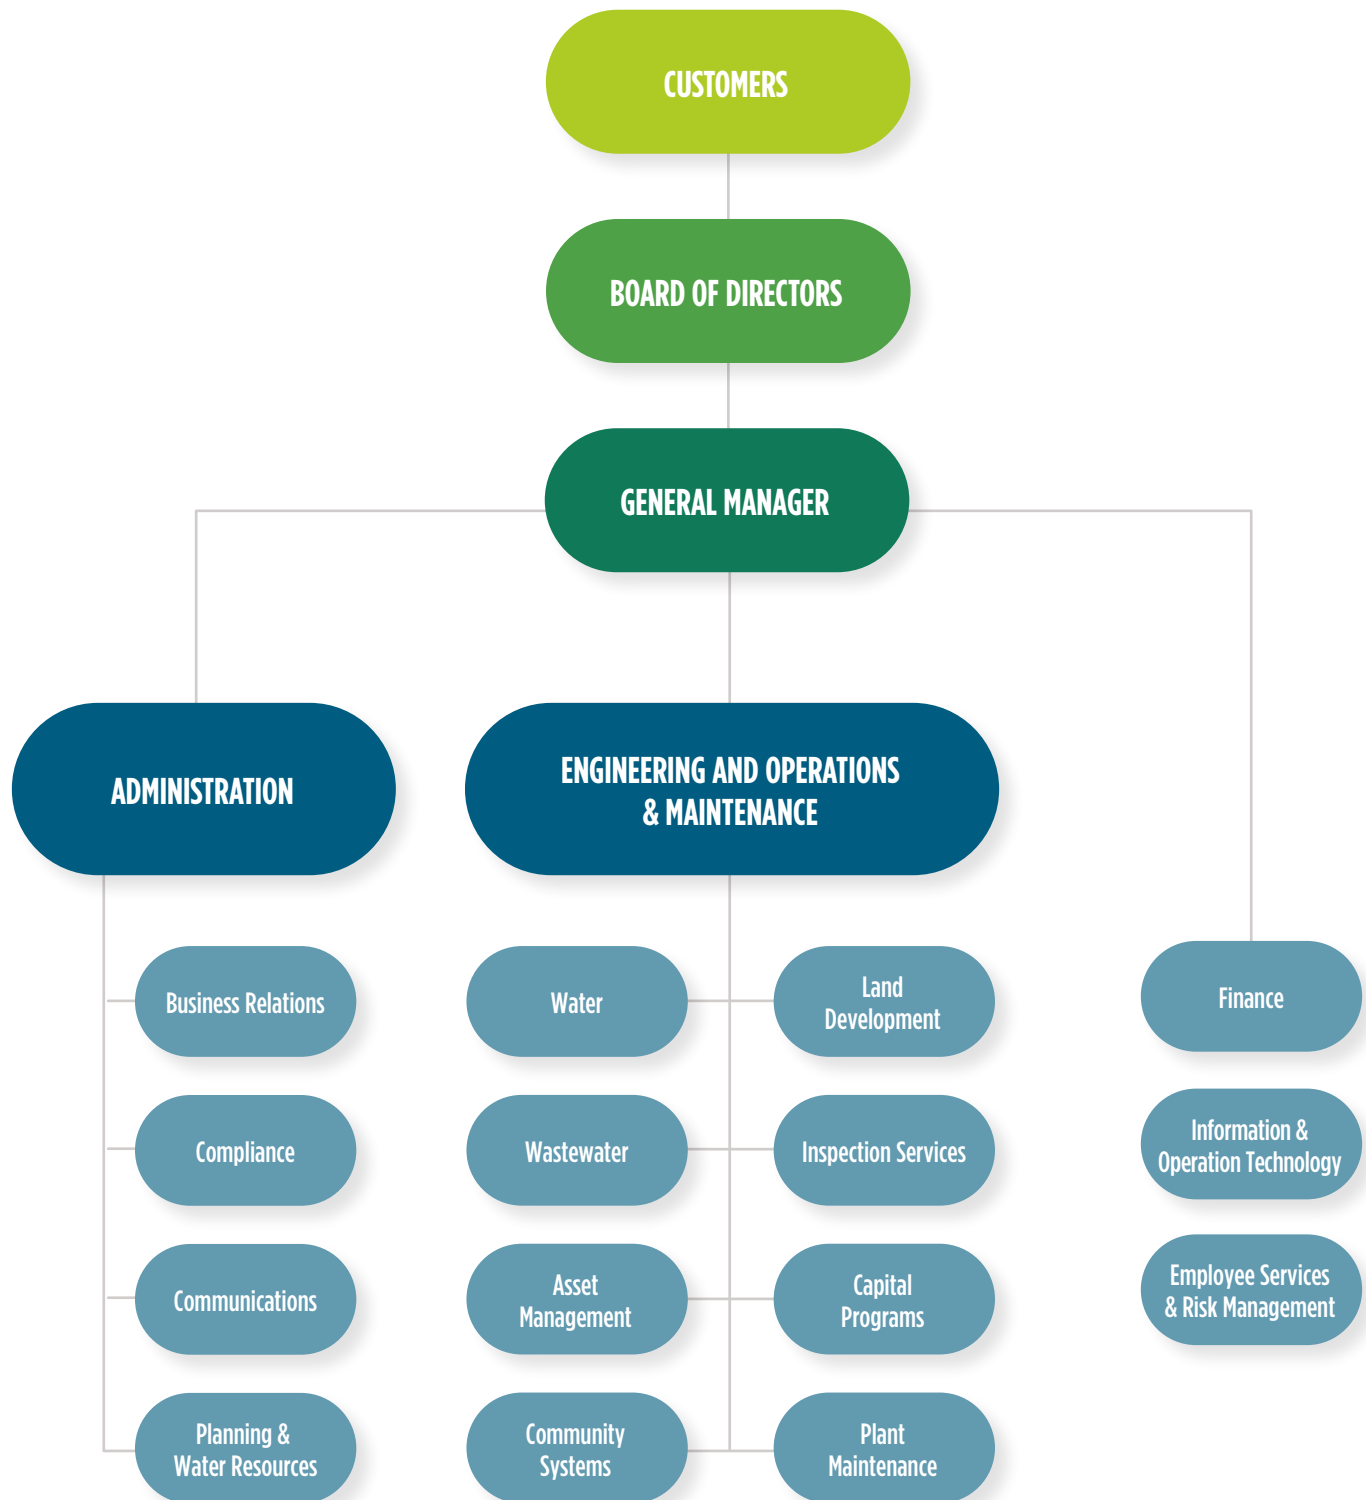 CUSTOMERS
BOARD OF DIRECTORS
GENERAL MANAGER
ADMINISTRATION
ENGINEERING AND OPERATIONS
& MAINTENANCE
Business Relations
Compliance
Communications
Planning &
Water Resources
Water
Wastewater
Asset
Management
Community
Systems
Land
Development
Inspection Services
Capital
Programs
Plant
Maintenance
Finance
Information &
Operation Technology
Employee Services
& Risk Management